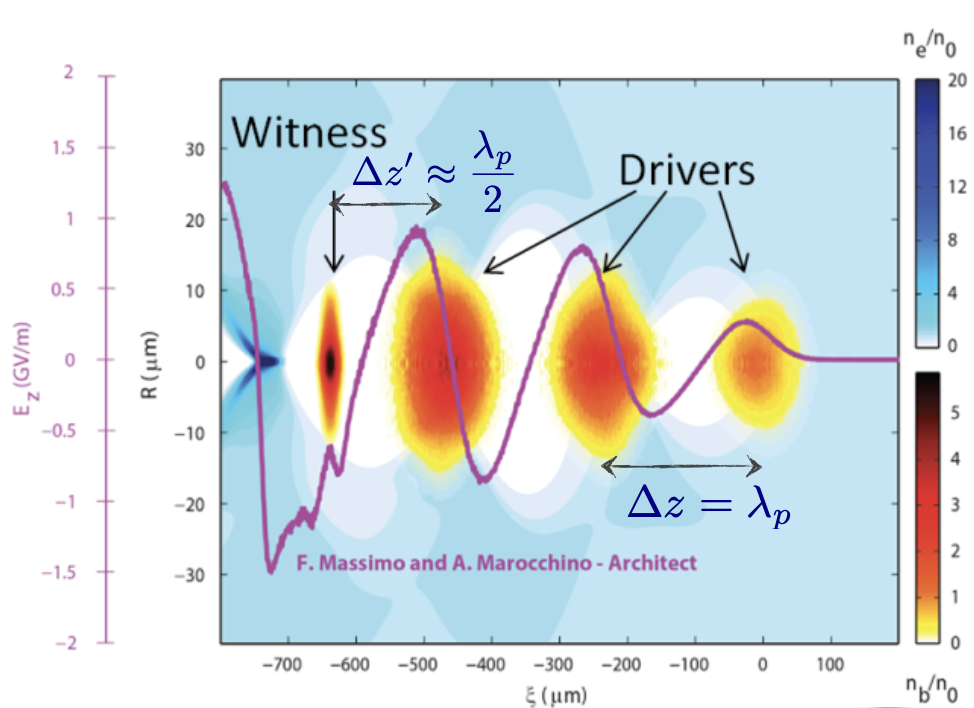 nₑ/n₀
2
1.5
1
0.5
0
−0.5
−1
−1.5
−2
E_z (GV/m)
30
20
10
0
−10
−20
−30
R (μm)
Witness
Δz′ ≈ λₚ/2
Drivers
Δz = λₚ
F. Massimo and A. Marocchino - Architect
−700 −600 −500 −400 −300 −200 −100 0 100
ξ (μm)
20
16
12
8
4
0
5
4
3
2
1
0
n_b/n₀